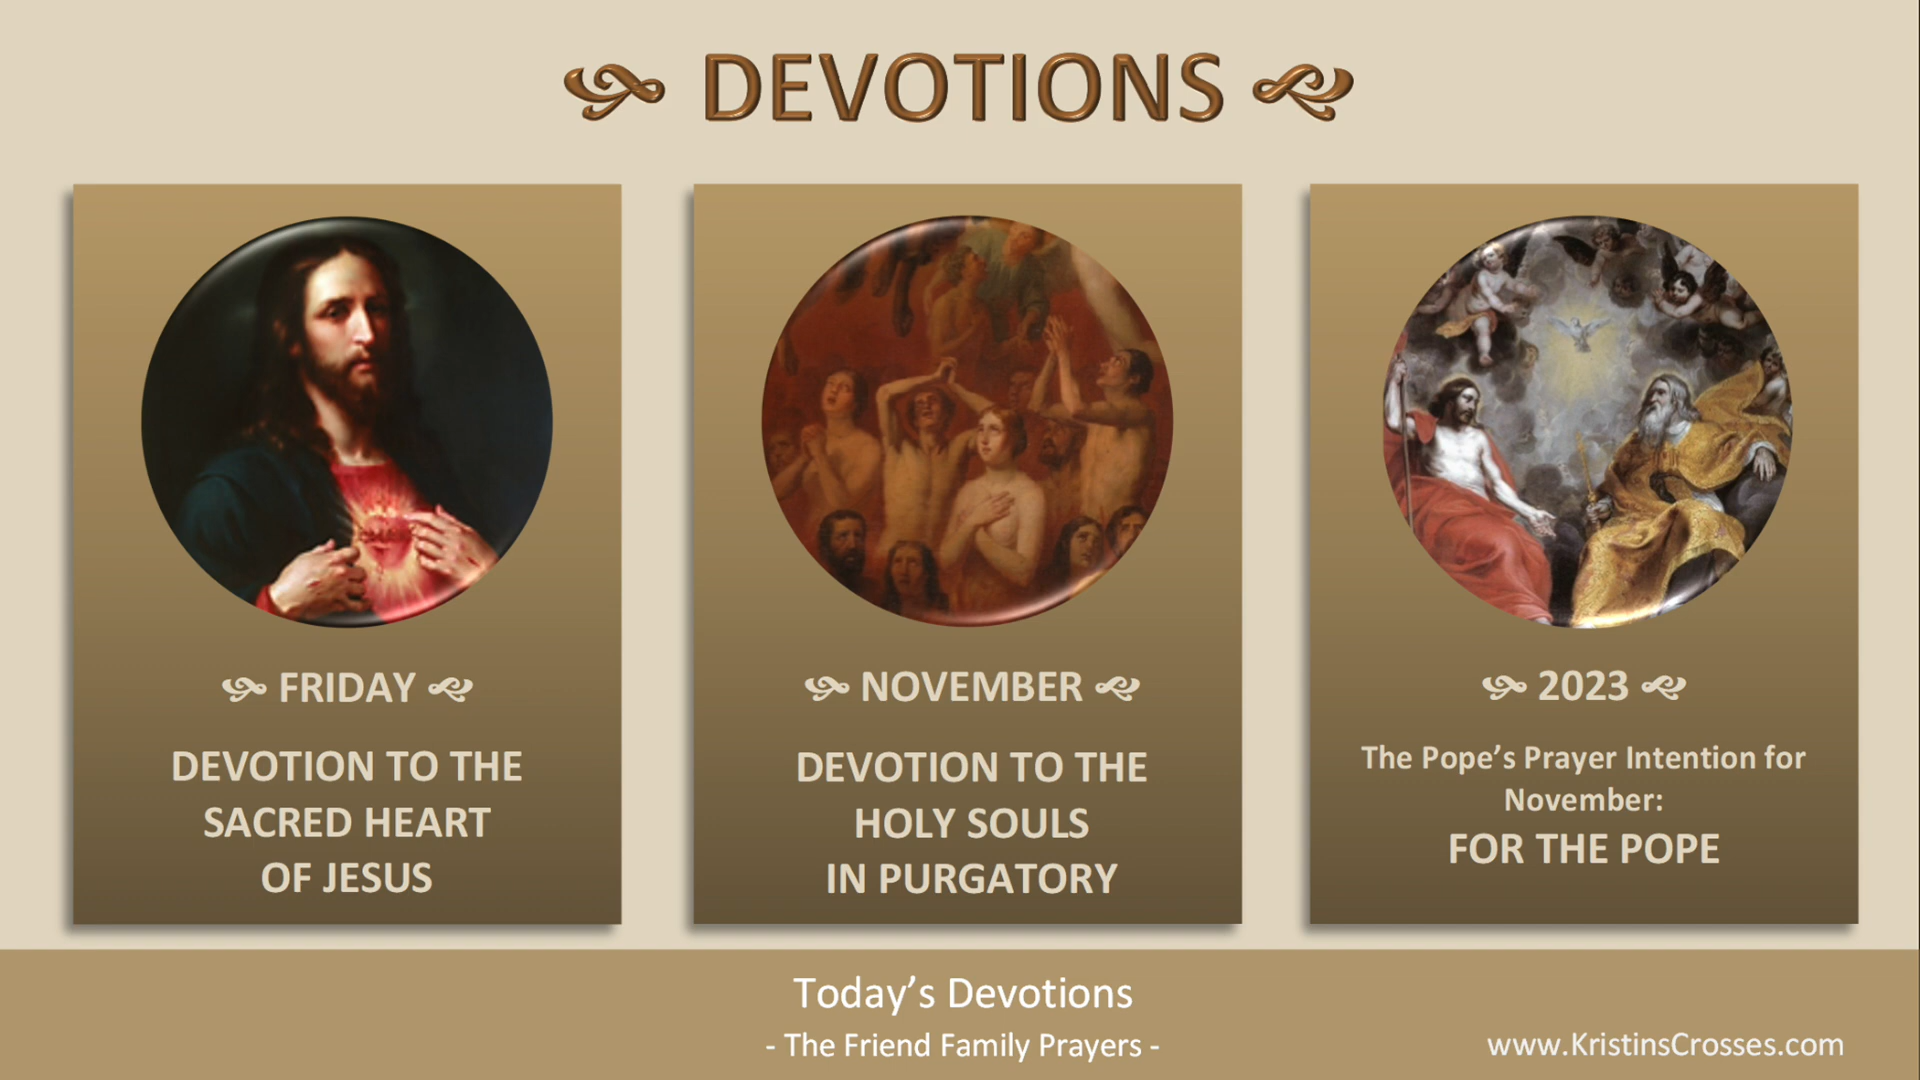 DEVOTIONS
FRIDAY
DEVOTION TO THE
SACRED HEART
OF JESUS
NOVEMBER
DEVOTION TO THE
HOLY SOULS
IN PURGATORY
2023
The Pope’s Prayer Intention for
November:
FOR THE POPE
Today’s Devotions
- The Friend Family Prayers -
www.KristinsCrosses.com